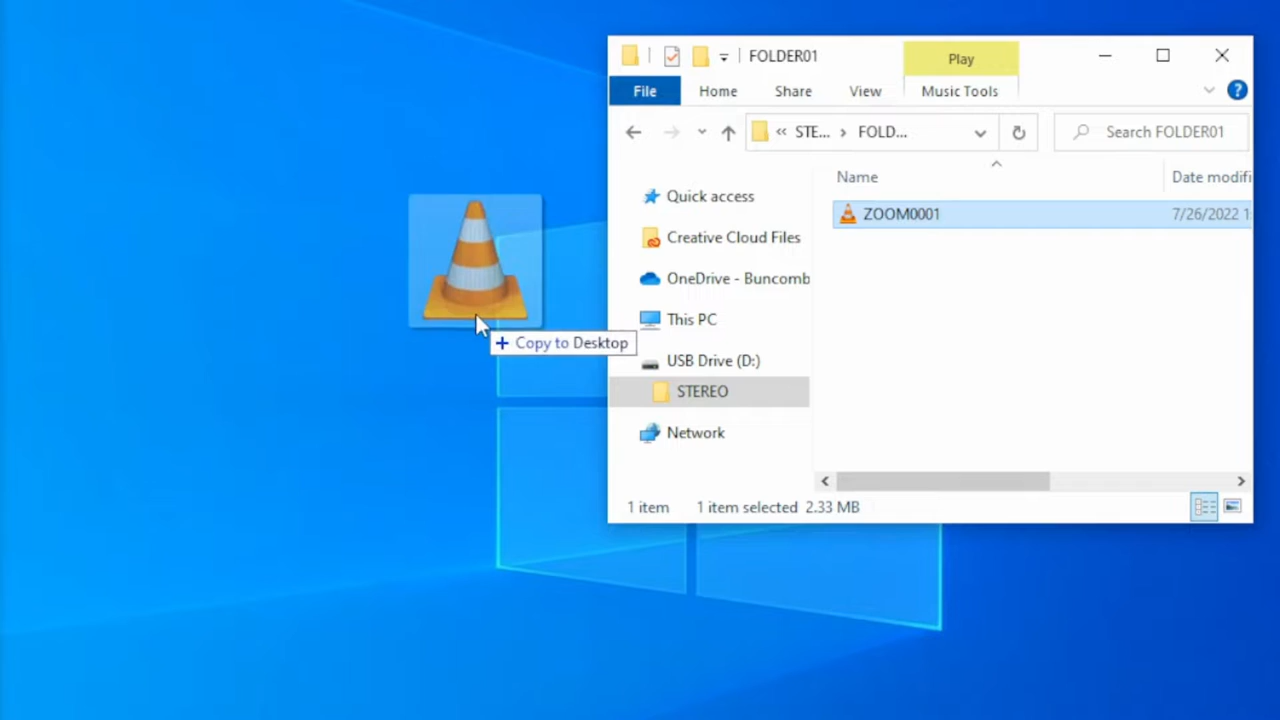 FOLDER01
Play
File Home Share View Music Tools
STE... FOLD... Search FOLDER01
Name Date modifi
Quick access
ZOOM0001 7/26/2022 1
Creative Cloud Files
OneDrive - Buncomb
This PC
+ Copy to Desktop
USB Drive (D:)
STEREO
Network
1 item 1 item selected 2.33 MB